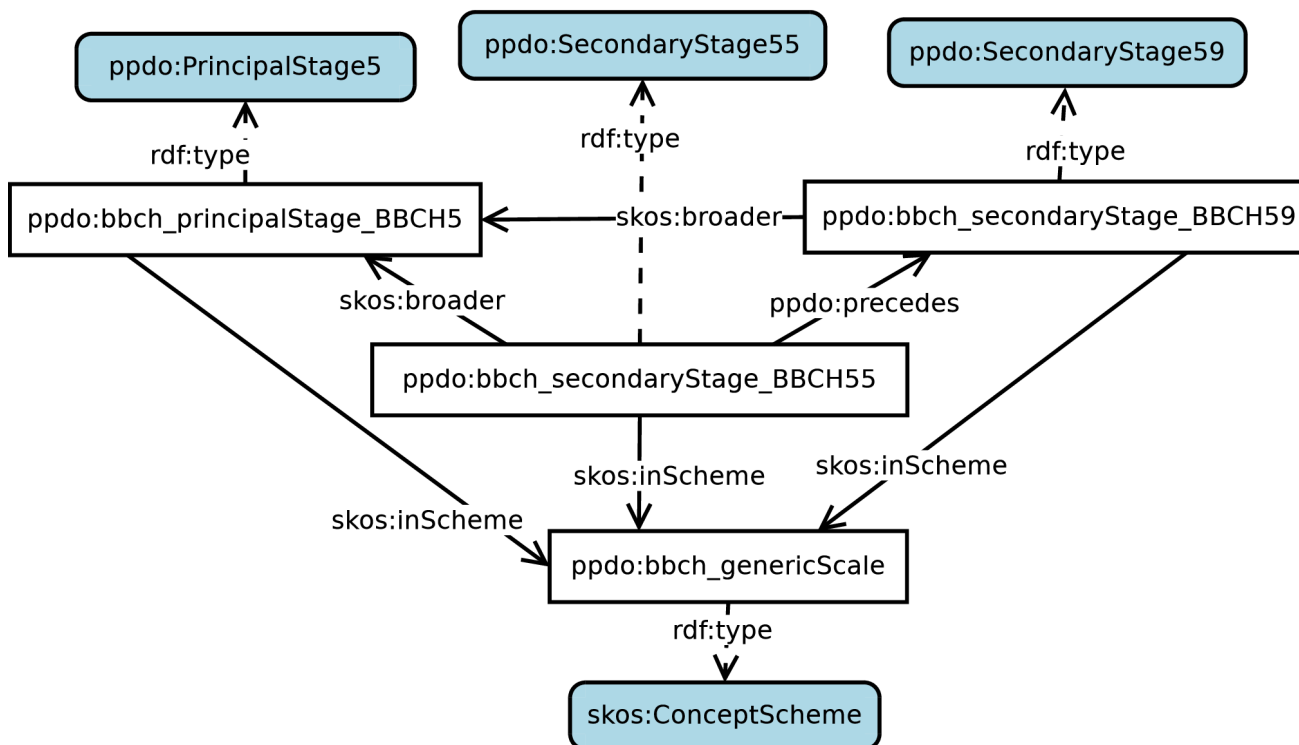 ppdo:SecondaryStage55
ppdo:SecondaryStage59
ppdo:PrincipalStage5
rdf:type
rdf:type
rdf:type
ppdo:bbch_principalStage_BBCH5
skos:broader
ppdo:bbch_secondaryStage_BBCH59
skos:broader
ppdo:precedes
ppdo:bbch_secondaryStage_BBCH55
skos:inScheme
skos:inScheme
skos:inScheme
ppdo:bbch_genericScale
rdf:type
skos:ConceptScheme